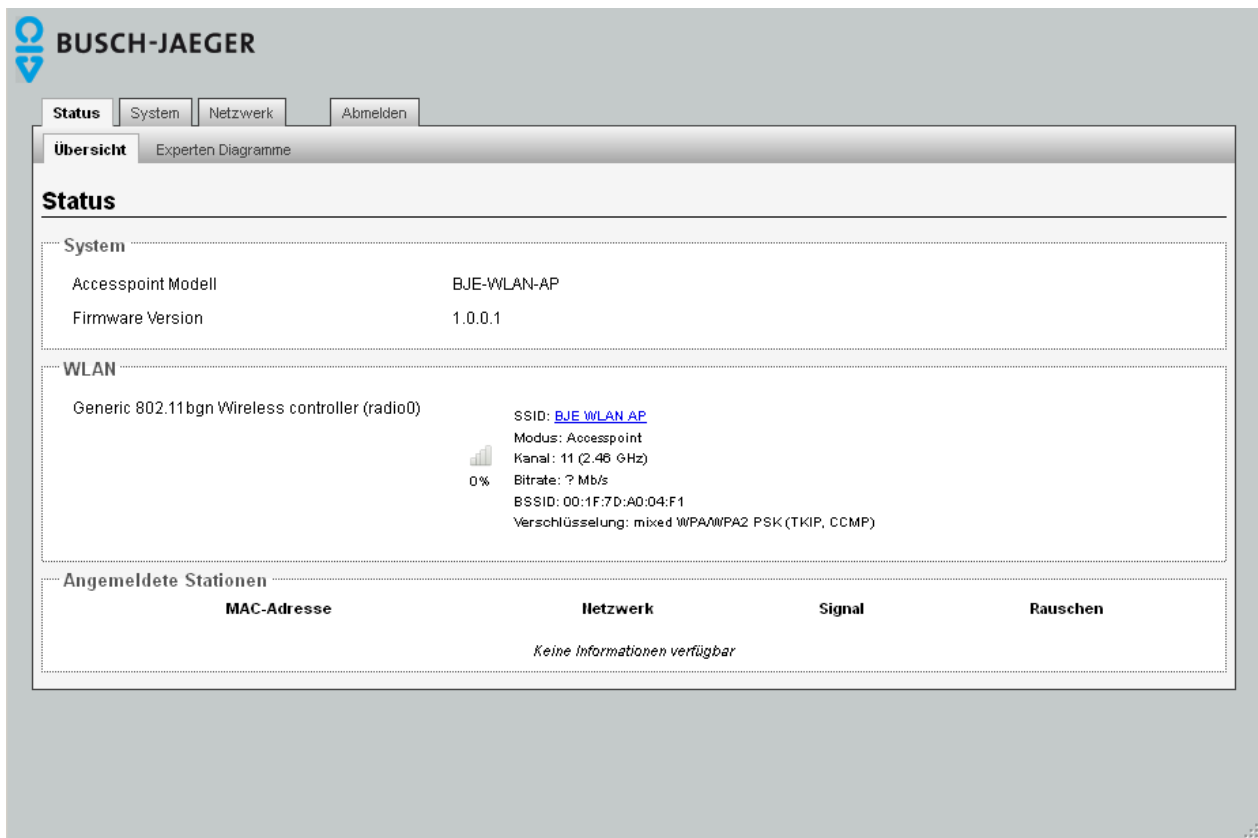 BUSCH-JAEGER
Status System Netzwerk Abmelden
Übersicht Experten Diagramme
Status
System
Accesspoint Modell BJE-WLAN-AP
Firmware Version 1.0.0.1
WLAN
Generic 802.11bgn Wireless controller (radio0)
SSID: BJE WLAN AP
Modus: Accesspoint
Kanal: 11 (2.46 GHz)
0% Bitrate: ? Mb/s
BSSID: 00:1F:7D:A0:04:F1
Verschlüsselung: mixed WPA/WPA2 PSK (TKIP, CCMP)
Angemeldete Stationen
MAC-Adresse Netzwerk Signal Rauschen
Keine Informationen verfügbar